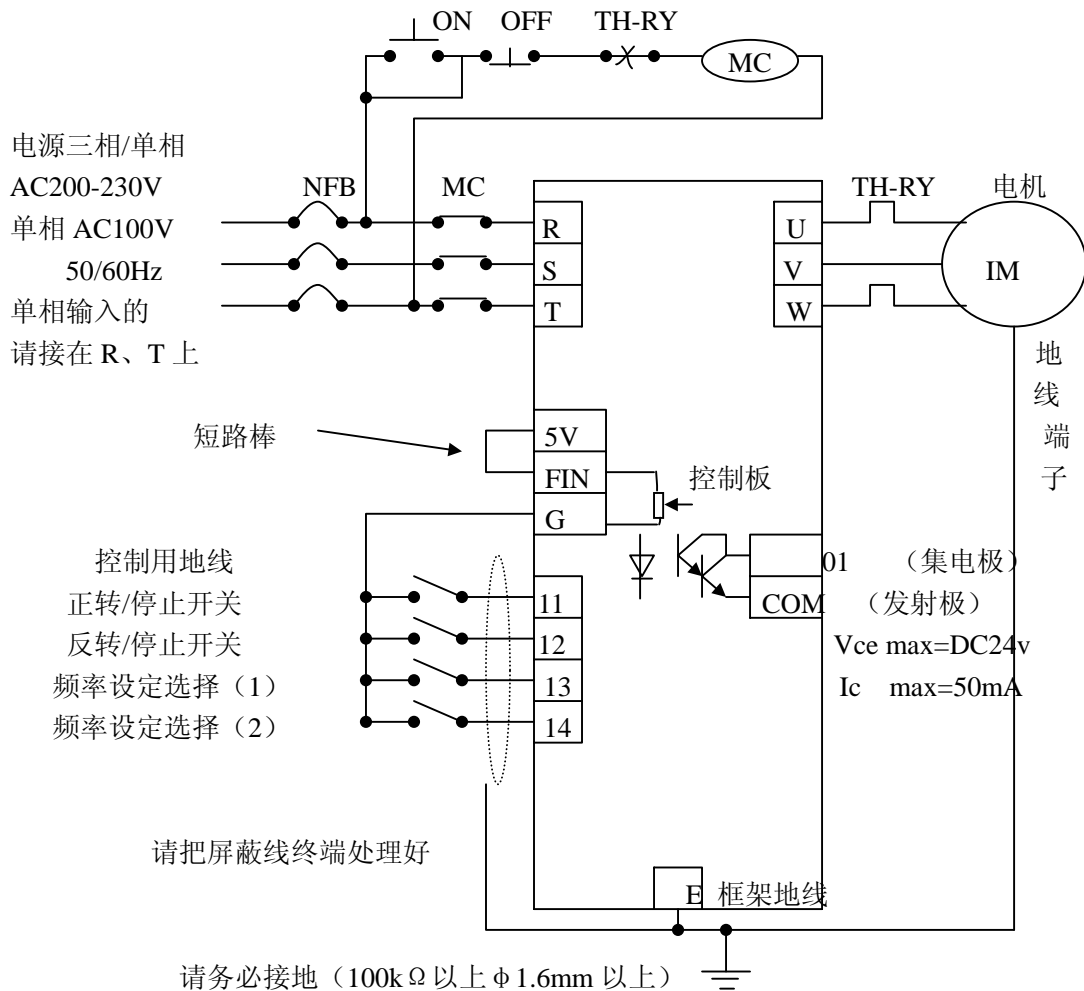 ON OFF TH-RY
MC
电源三相/单相
AC200-230V NFB MC TH-RY 电机
单相 AC100V R U
50/60Hz S V IM
单相输入的 T W
请接在 R、T 上 地
线
短路棒 5V 端
FIN 控制板 子
G
控制用地线 01 （集电极）
正转/停止开关 11 COM （发射极）
反转/停止开关 12 Vce max=DC24v
频率设定选择（1） 13 Ic max=50mA
频率设定选择（2） 14
请把屏蔽线终端处理好
E 框架地线
请务必接地（100kΩ以上φ1.6mm 以上）